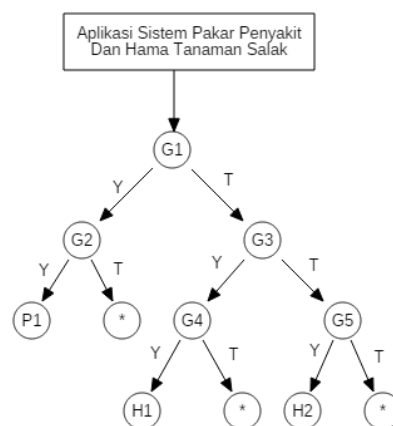 Aplikasi Sistem Pakar Penyakit
Dan Hama Tanaman Salak
G1
Y
T
G2
G3
Y
T
Y
T
P1
*
G4
G5
Y
T
Y
T
H1
*
H2
*